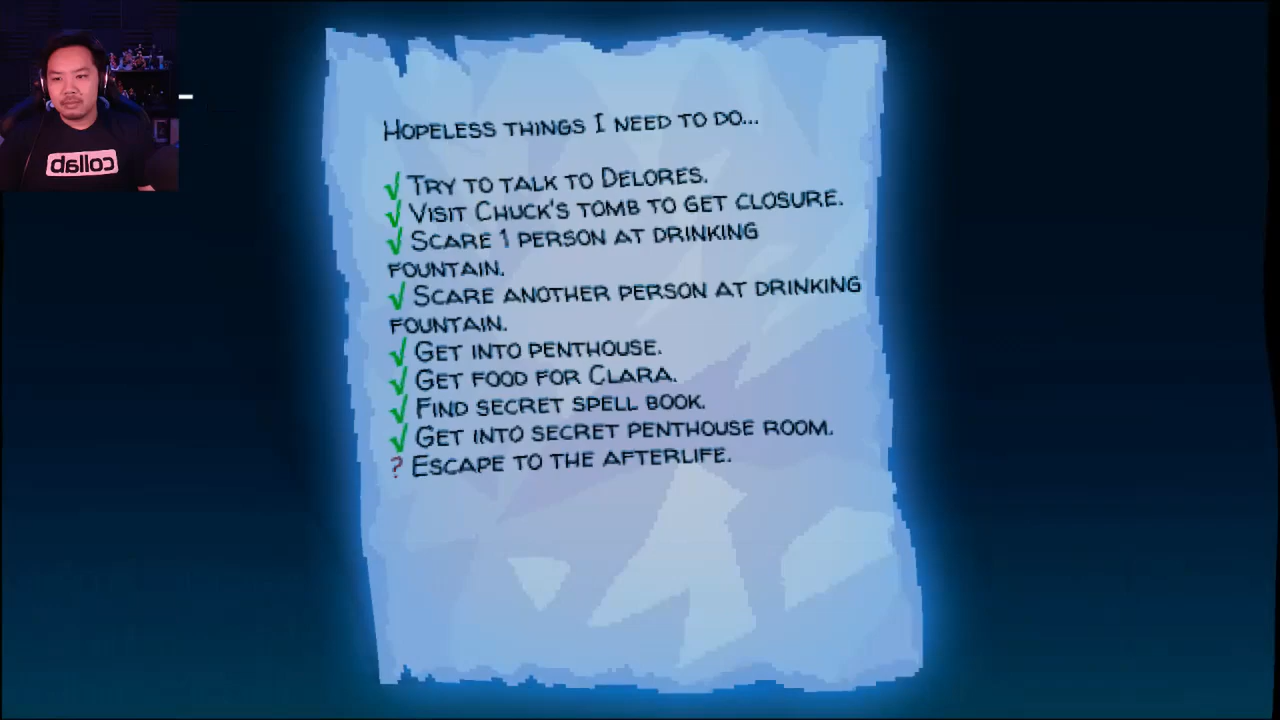 collab
Hopeless things I need to do...
√ Try to talk to Delores.
√ Visit Chuck's tomb to get closure.
√ Scare 1 person at drinking
fountain.
√ Scare another person at drinking
fountain.
√ Get into penthouse.
√ Get food for Clara.
√ Find secret spell book.
√ Get into secret penthouse room.
? Escape to the afterlife.